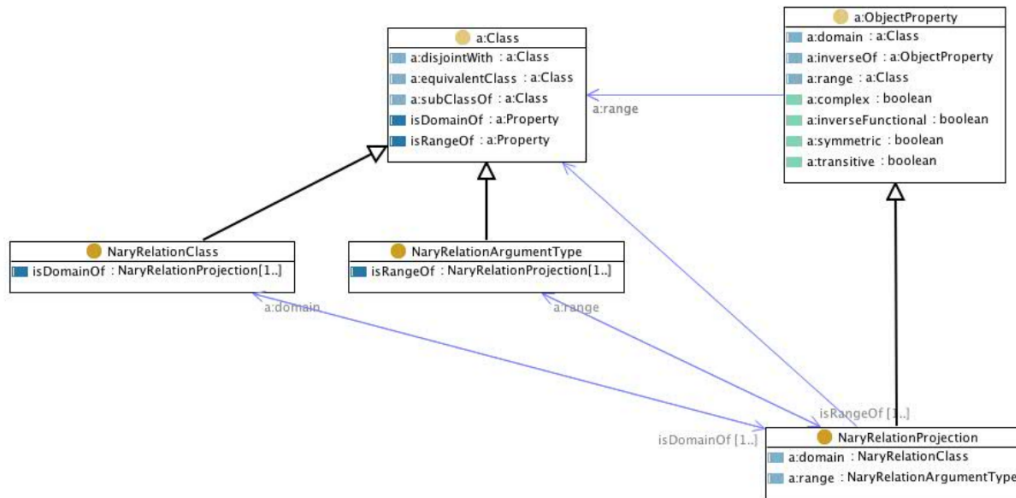 a:Class
a:disjointWith : a:Class
a:equivalentClass : a:Class
a:subClassOf : a:Class
isDomainOf : a:Property
isRangeOf : a:Property
a:ObjectProperty
a:domain : a:Class
a:inverseOf : a:ObjectProperty
a:range : a:Class
a:complex : boolean
a:inverseFunctional : boolean
a:symmetric : boolean
a:transitive : boolean
a:range
NaryRelationClass
isDomainOf : NaryRelationProjection[1..]
NaryRelationArgumentType
isRangeOf : NaryRelationProjection[1..]
a:domain
a:range
isRangeOf [1..]
isDomainOf [1..]
NaryRelationProjection
a:domain : NaryRelationClass
a:range : NaryRelationArgumentType